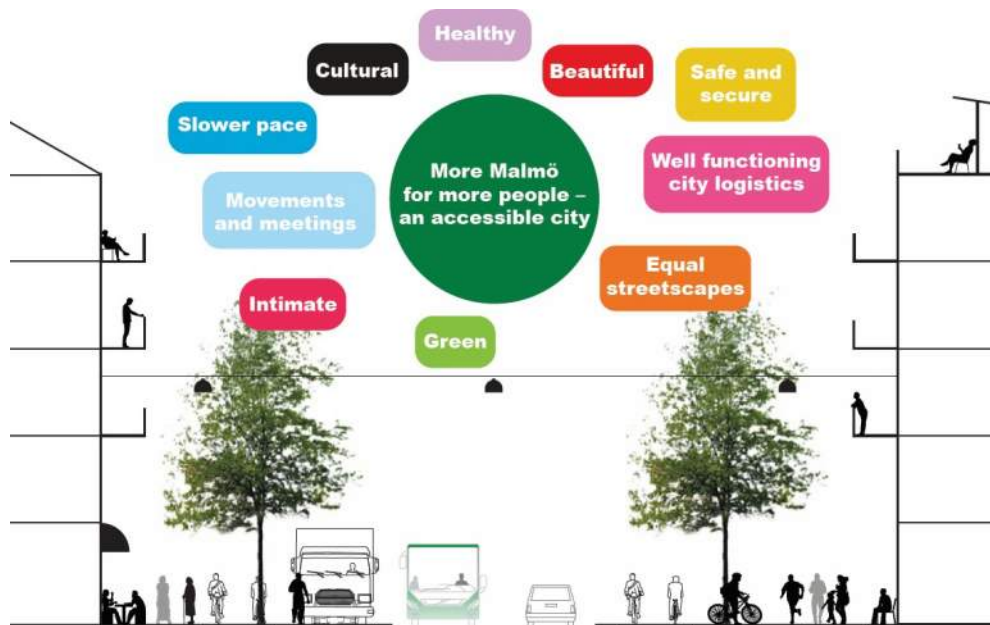 Healthy
Cultural
Beautiful
Safe and
secure
Slower pace
More Malmö
for more people –
an accessible city
Well functioning
city logistics
Movements
and meetings
Equal
streetscapes
Intimate
Green